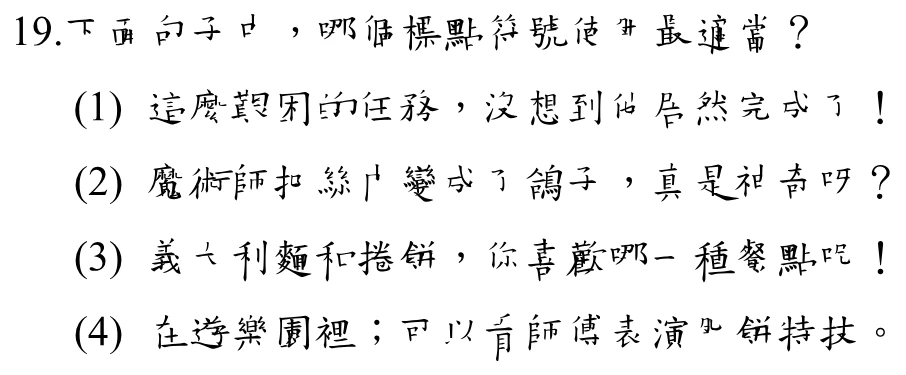 19.下面句子中，哪個標點符號使用最適當？
(1) 這麼艱困的任務，沒想到他居然完成了！
(2) 魔術師把絲巾變成了鴿子，真是神奇呀？
(3) 義大利麵和捲餅，你喜歡哪一種餐點呢！
(4) 在遊樂園裡；可以看師傅表演甩餅特技。